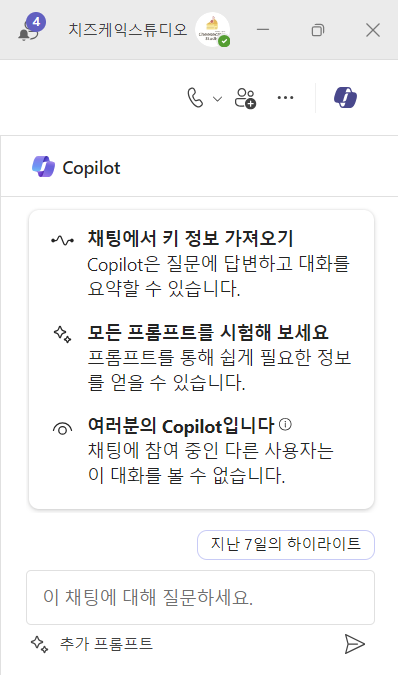 4
치즈케익스튜디오
Copilot
채팅에서 키 정보 가져오기
Copilot은 질문에 답변하고 대화를
요약할 수 있습니다.
모든 프롬프트를 시험해 보세요
프롬프트를 통해 쉽게 필요한 정보
를 얻을 수 있습니다.
여러분의 Copilot입니다
채팅에 참여 중인 다른 사용자는
이 대화를 볼 수 없습니다.
지난 7일의 하이라이트
이 채팅에 대해 질문하세요.
추가 프롬프트